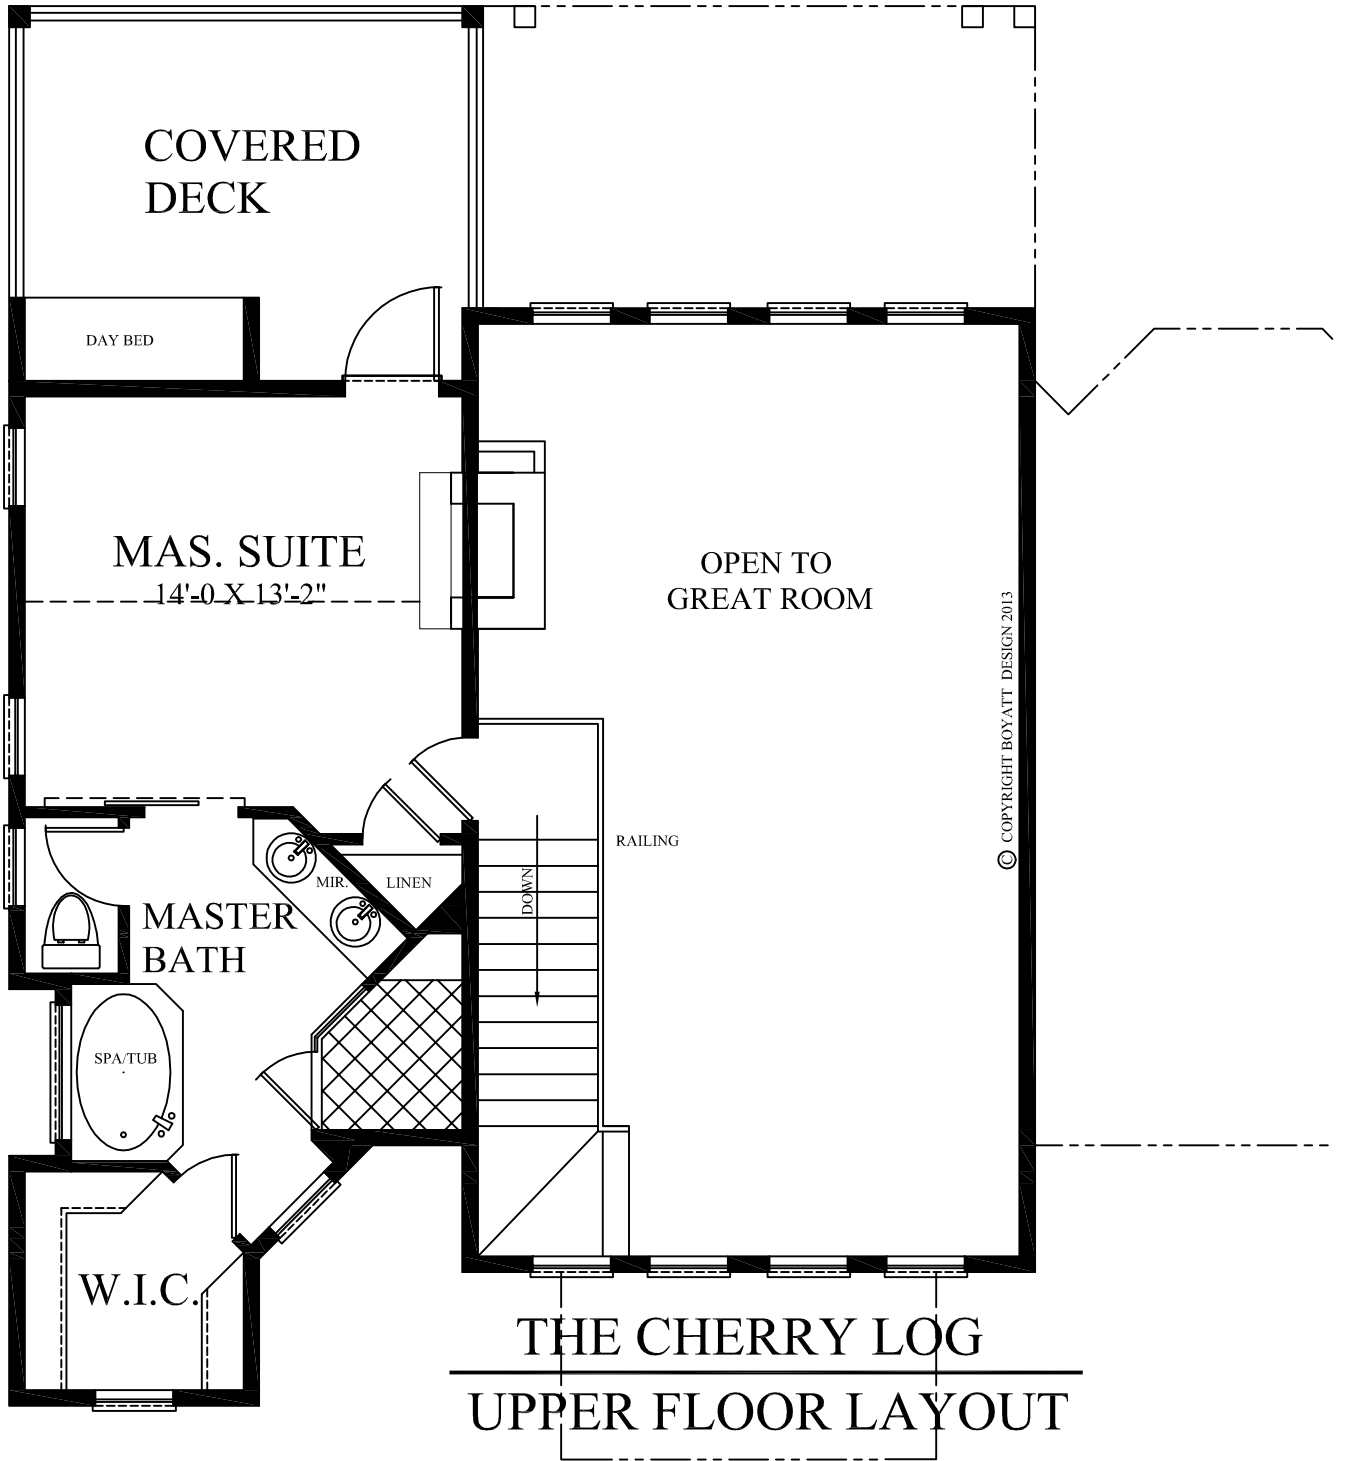 COVERED
DECK
DAY BED
MAS. SUITE
14'-0 X 13'-2"
OPEN TO
GREAT ROOM
© COPYRIGHT BOYATT DESIGN 2013
RAILING
DOWN
MIR.
LINEN
MASTER
BATH
SPA/TUB
W.I.C.
THE CHERRY LOG
UPPER FLOOR LAYOUT